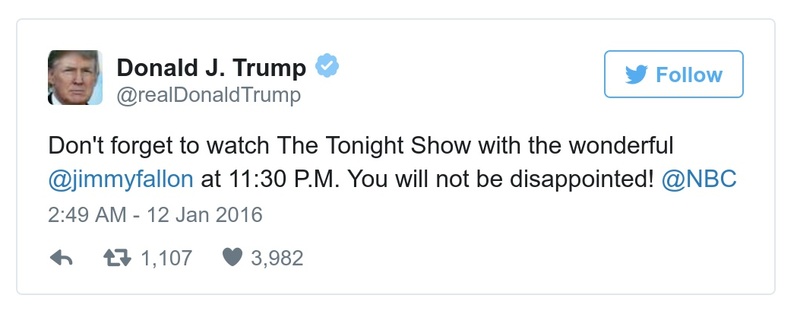 Donald J. Trump
@realDonaldTrump
Follow
Don't forget to watch The Tonight Show with the wonderful
@jimmyfallon at 11:30 P.M. You will not be disappointed! @NBC
2:49 AM - 12 Jan 2016
1,107 3,982